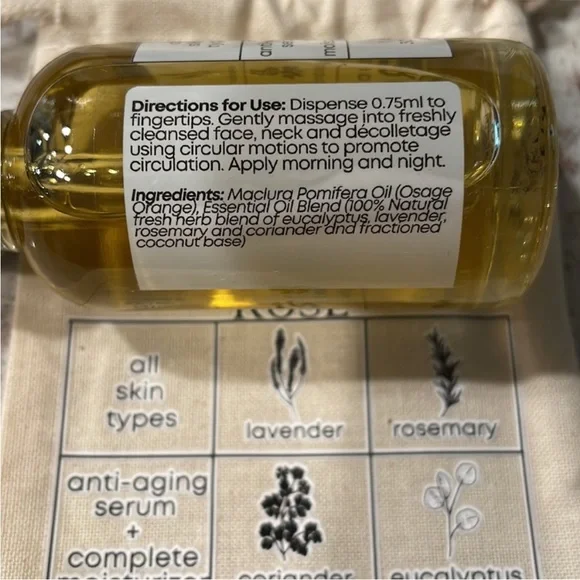 Directions for Use: Dispense 0.75ml to
fingertips. Gently massage into freshly
cleansed face, neck and décolletage
using circular motions to promote
circulation. Apply morning and night.
Ingredients: Maclura Pomifera Oil (Osage
Orange), Essential Oil Blend (100% Natural
fresh herb blend of eucalyptus, lavender,
rosemary and coriander and fractioned
coconut base)
ROSE
all
skin
types
lavender
rosemary
anti-aging
serum
+
complete
moisturizer
coriander
eucalyptus